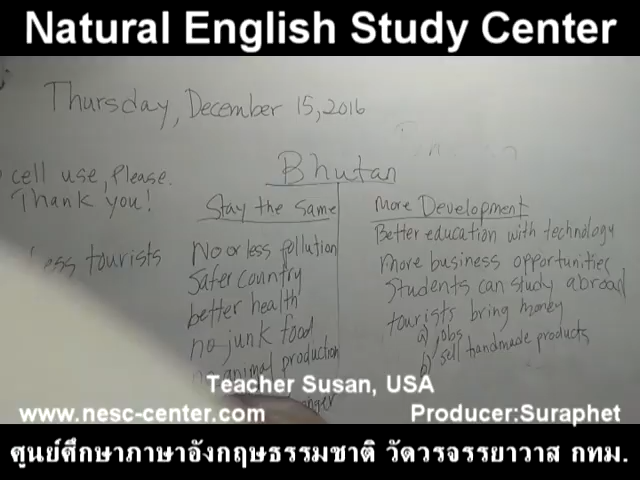 Natural English Study Center
Thursday, December 15, 2016
Bhutan
cell use, Please.
Thank you!
less tourists
Stay the same
No or less pollution
Safer country
better health
no junk food
no animal production
More Development
Better education with technology
more business opportunities
Students can study abroad
tourists bring money
a) jobs
b) sell handmade products
Teacher Susan, USA
www.nesc-center.com
Producer:Suraphet
ศูนย์ศึกษาภาษาอังกฤษธรรมชาติ วัดวรจรรยาวาส กทม.